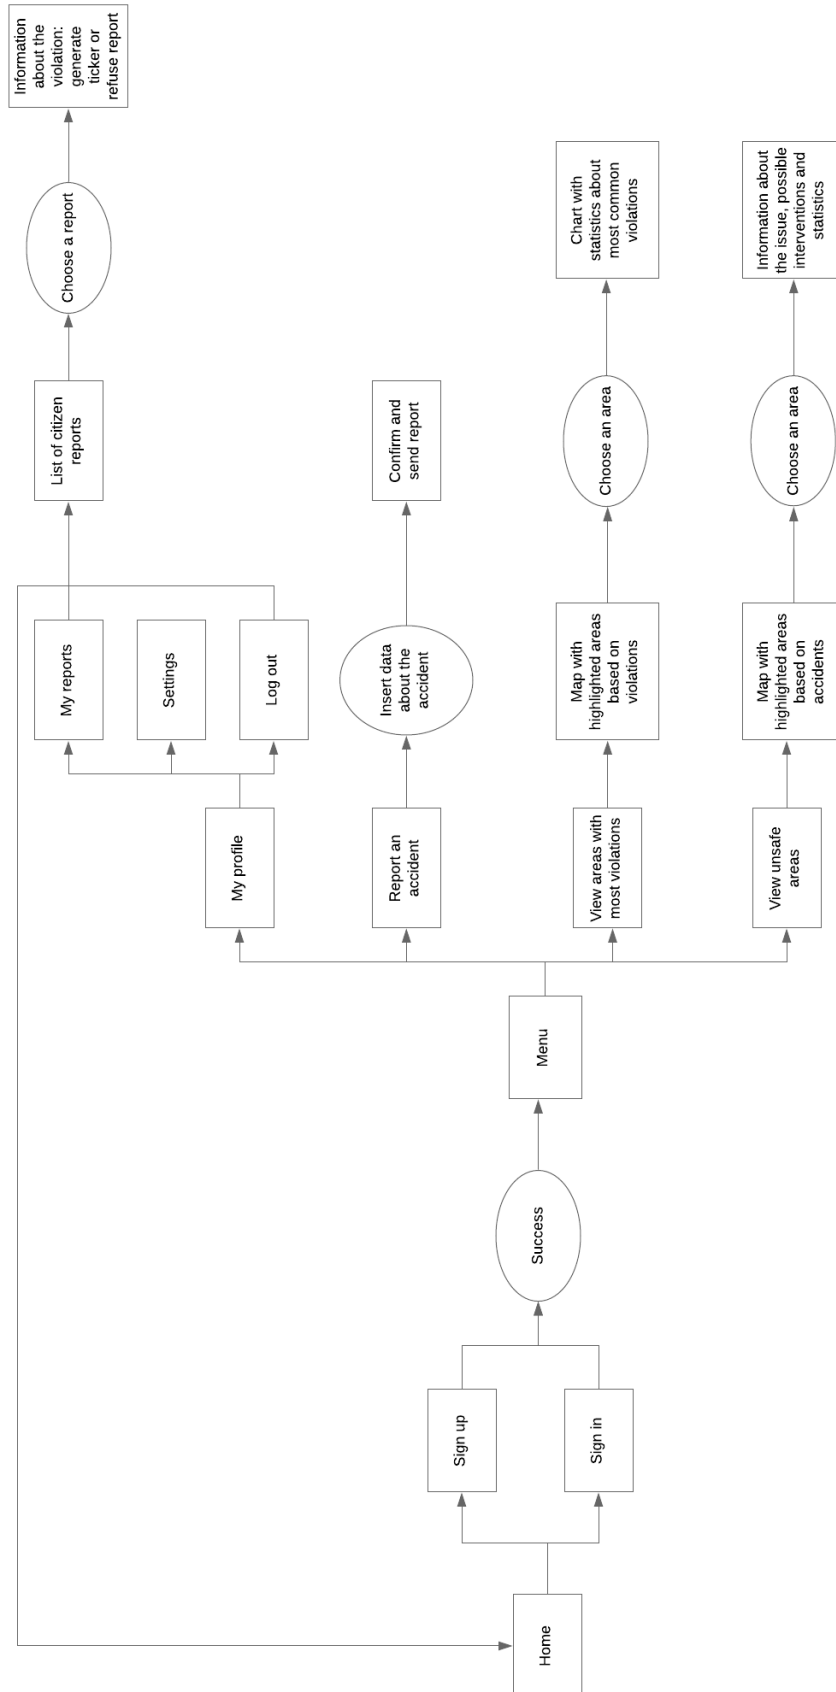 Home
Sign up
Sign in
Success
Menu
My profile
Report an
accident
View areas with
most violations
View unsafe
areas
My reports
Settings
Log out
Insert data
about the
accident
Map with
highlighted areas
based on
violations
Map with
highlighted areas
based on
accidents
List of citizen
reports
Confirm and
send report
Choose an area
Choose an area
Choose a report
Chart with
statistics about
most common
violations
Information about
the issue, possible
interventions and
statistics
Information
about the
violation:
generate
ticker or
refuse report